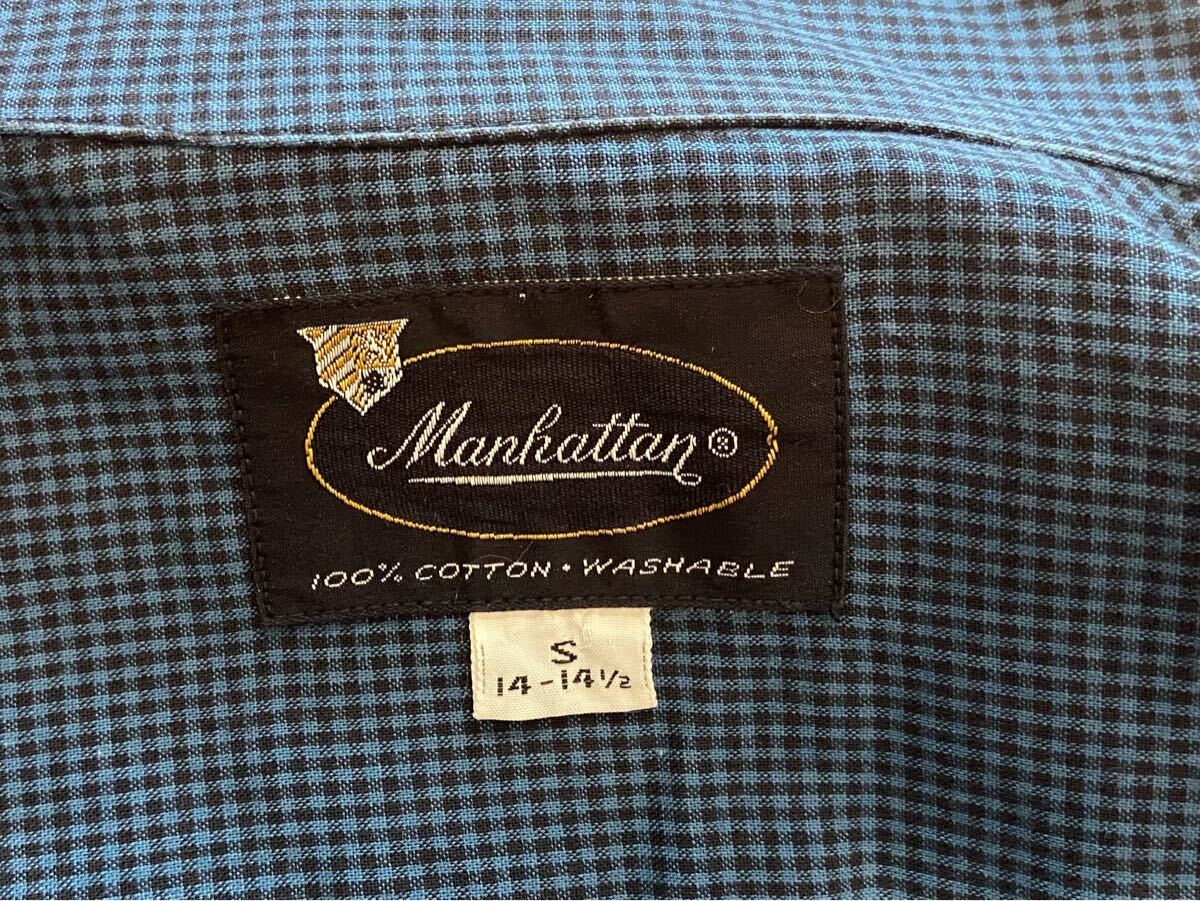 Manhattan®
100% COTTON • WASHABLE
S
14-14½